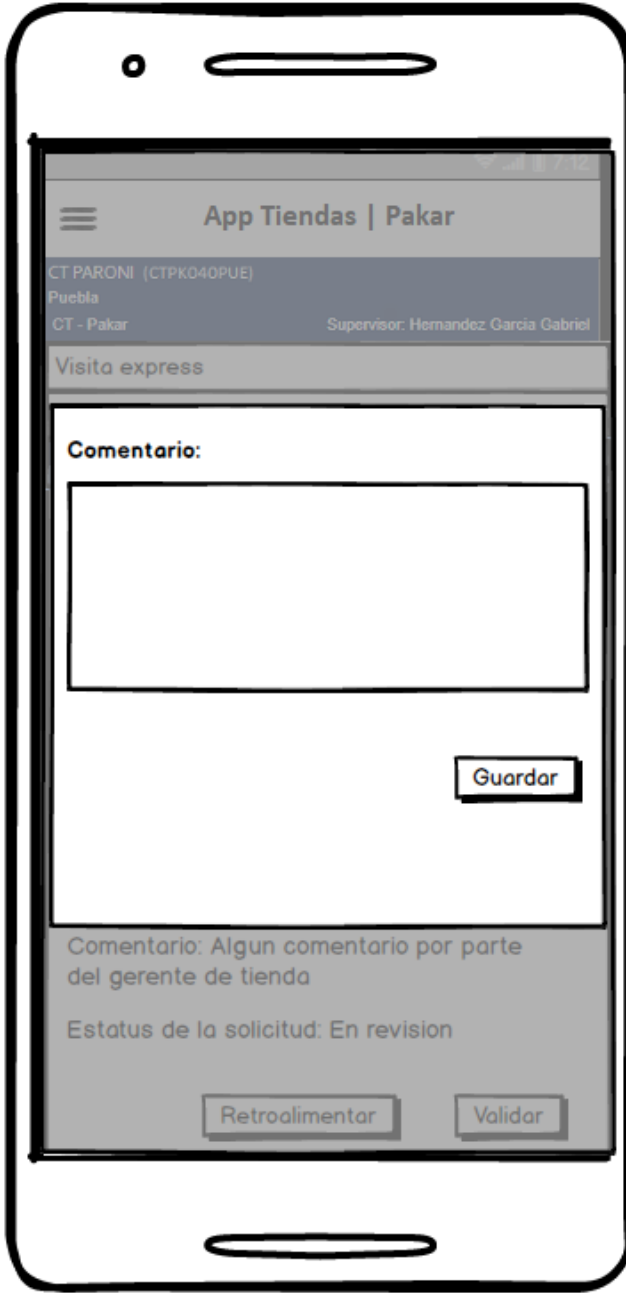 7:12
App Tiendas | Pakar
CT PARONI (CTPK040PUE)
Puebla
CT - Pakar Supervisor: Hernandez Garcia Gabriel
Visita express
Comentario:
Guardar
Comentario: Algun comentario por parte
del gerente de tienda
Estatus de la solicitud: En revision
Retroalimentar Validar